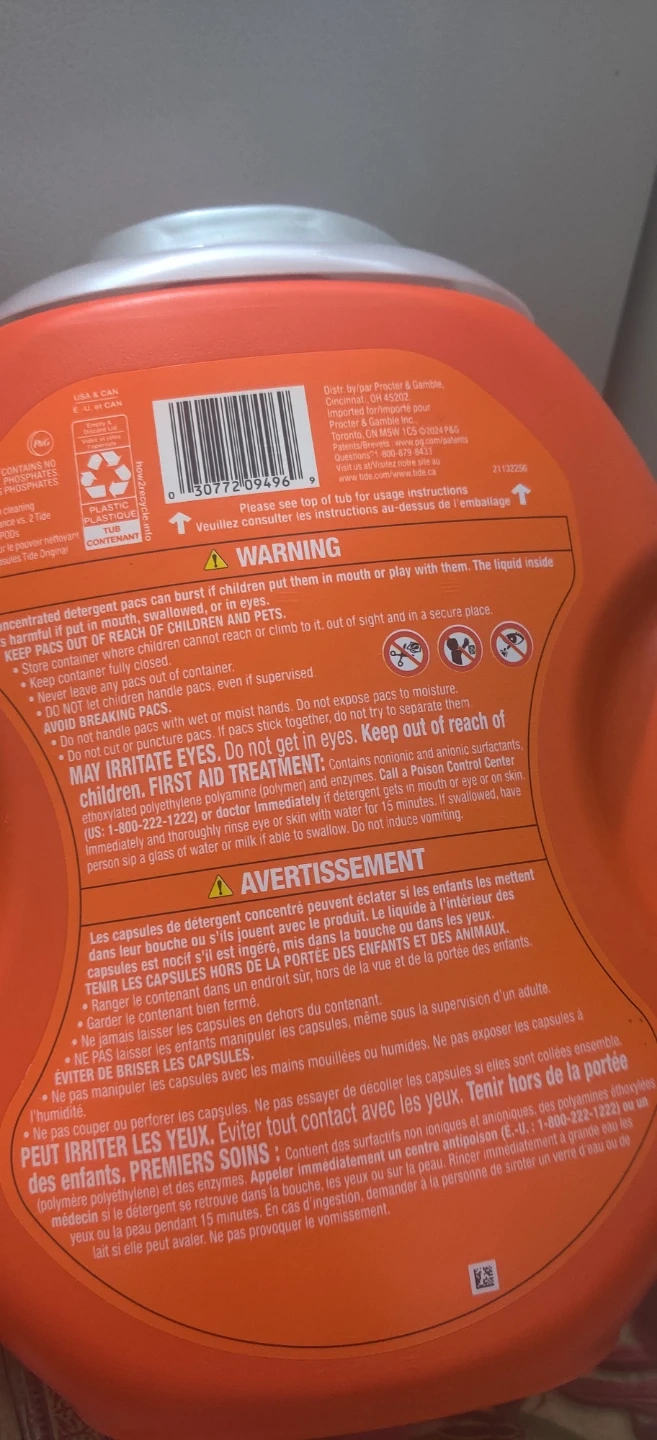 USA & CAN
É.-U. et CAN
Empty &
Discard Lid
PLASTIC
PLASTIQUE
TUB
CONTENANT
how2recycle.info
P&G
CONTAINS NO
PHOSPHATES
PHOSPHATES
cleaning
vs. 2 Tide
PODs
le pouvoir nettoyant
Tide Original
0 30772 09496 9
Distr. by/par Procter & Gamble,
Cincinnati, OH 45202.
Imported for/Importé pour
Procter & Gamble Inc.,
Toronto, ON M5W 1C5 ©2024 P&G
Patents/Brevets : www.pg.com/patents
Questions? 1-800-879-8433
Visit us at/Visitez notre site au
www.tide.com/www.tide.ca
21132256
Please see top of tub for usage instructions
Veuillez consulter les instructions au-dessus de l'emballage
WARNING
detergent pacs can burst if children put them in mouth or play with them. The liquid inside
harmful if put in mouth, swallowed, or in eyes.
KEEP PACS OUT OF REACH OF CHILDREN AND PETS.
• Store container where children cannot reach or climb to it, out of sight and in a secure place.
• Keep container fully closed.
• Never leave any pacs out of container.
• DO NOT let children handle pacs, even if supervised.
AVOID BREAKING PACS.
• Do not handle pacs with wet or moist hands. Do not expose pacs to moisture.
• Do not cut or puncture pacs. If pacs stick together, do not try to separate them.
MAY IRRITATE EYES. Do not get in eyes. Keep out of reach of
children. FIRST AID TREATMENT: Contains nonionic and anionic surfactants,
ethoxylated polyethylene polyamine (polymer) and enzymes. Call a Poison Control Center
(US: 1-800-222-1222) or doctor immediately if detergent gets in mouth or eye or on skin.
Immediately and thoroughly rinse eye or skin with water for 15 minutes. If swallowed, have
person sip a glass of water or milk if able to swallow. Do not induce vomiting.
AVERTISSEMENT
Les capsules de détergent concentré peuvent éclater si les enfants les mettent
dans leur bouche ou s'ils jouent avec le produit. Le liquide à l'intérieur des
capsules est nocif s'il est ingéré, mis dans la bouche ou dans les yeux.
TENIR LES CAPSULES HORS DE LA PORTÉE DES ENFANTS ET DES ANIMAUX.
• Ranger le contenant dans un endroit sûr, hors de la vue et de la portée des enfants.
• Garder le contenant bien fermé.
• Ne jamais laisser les capsules en dehors du contenant.
• NE PAS laisser les enfants manipuler les capsules, même sous la supervision d'un adulte.
ÉVITER DE BRISER LES CAPSULES.
• Ne pas manipuler les capsules avec les mains mouillées ou humides. Ne pas exposer les capsules à
l'humidité.
• Ne pas couper ou perforer les capsules. Ne pas essayer de décoller les capsules si elles sont collées ensemble.
PEUT IRRITER LES YEUX. Éviter tout contact avec les yeux. Tenir hors de la portée
des enfants. PREMIERS SOINS : Contient des surfactifs non ioniques et anioniques, des polyamines éthoxylées
(polymère polyéthylène) et des enzymes. Appeler immédiatement un centre antipoison (É.-U. : 1-800-222-1222) ou un
médecin si le détergent se retrouve dans la bouche, les yeux ou sur la peau. Rincer immédiatement à grande eau les
yeux ou la peau pendant 15 minutes. En cas d'ingestion, demander à la personne de siroter un verre d'eau ou de
lait si elle peut avaler. Ne pas provoquer le vomissement.